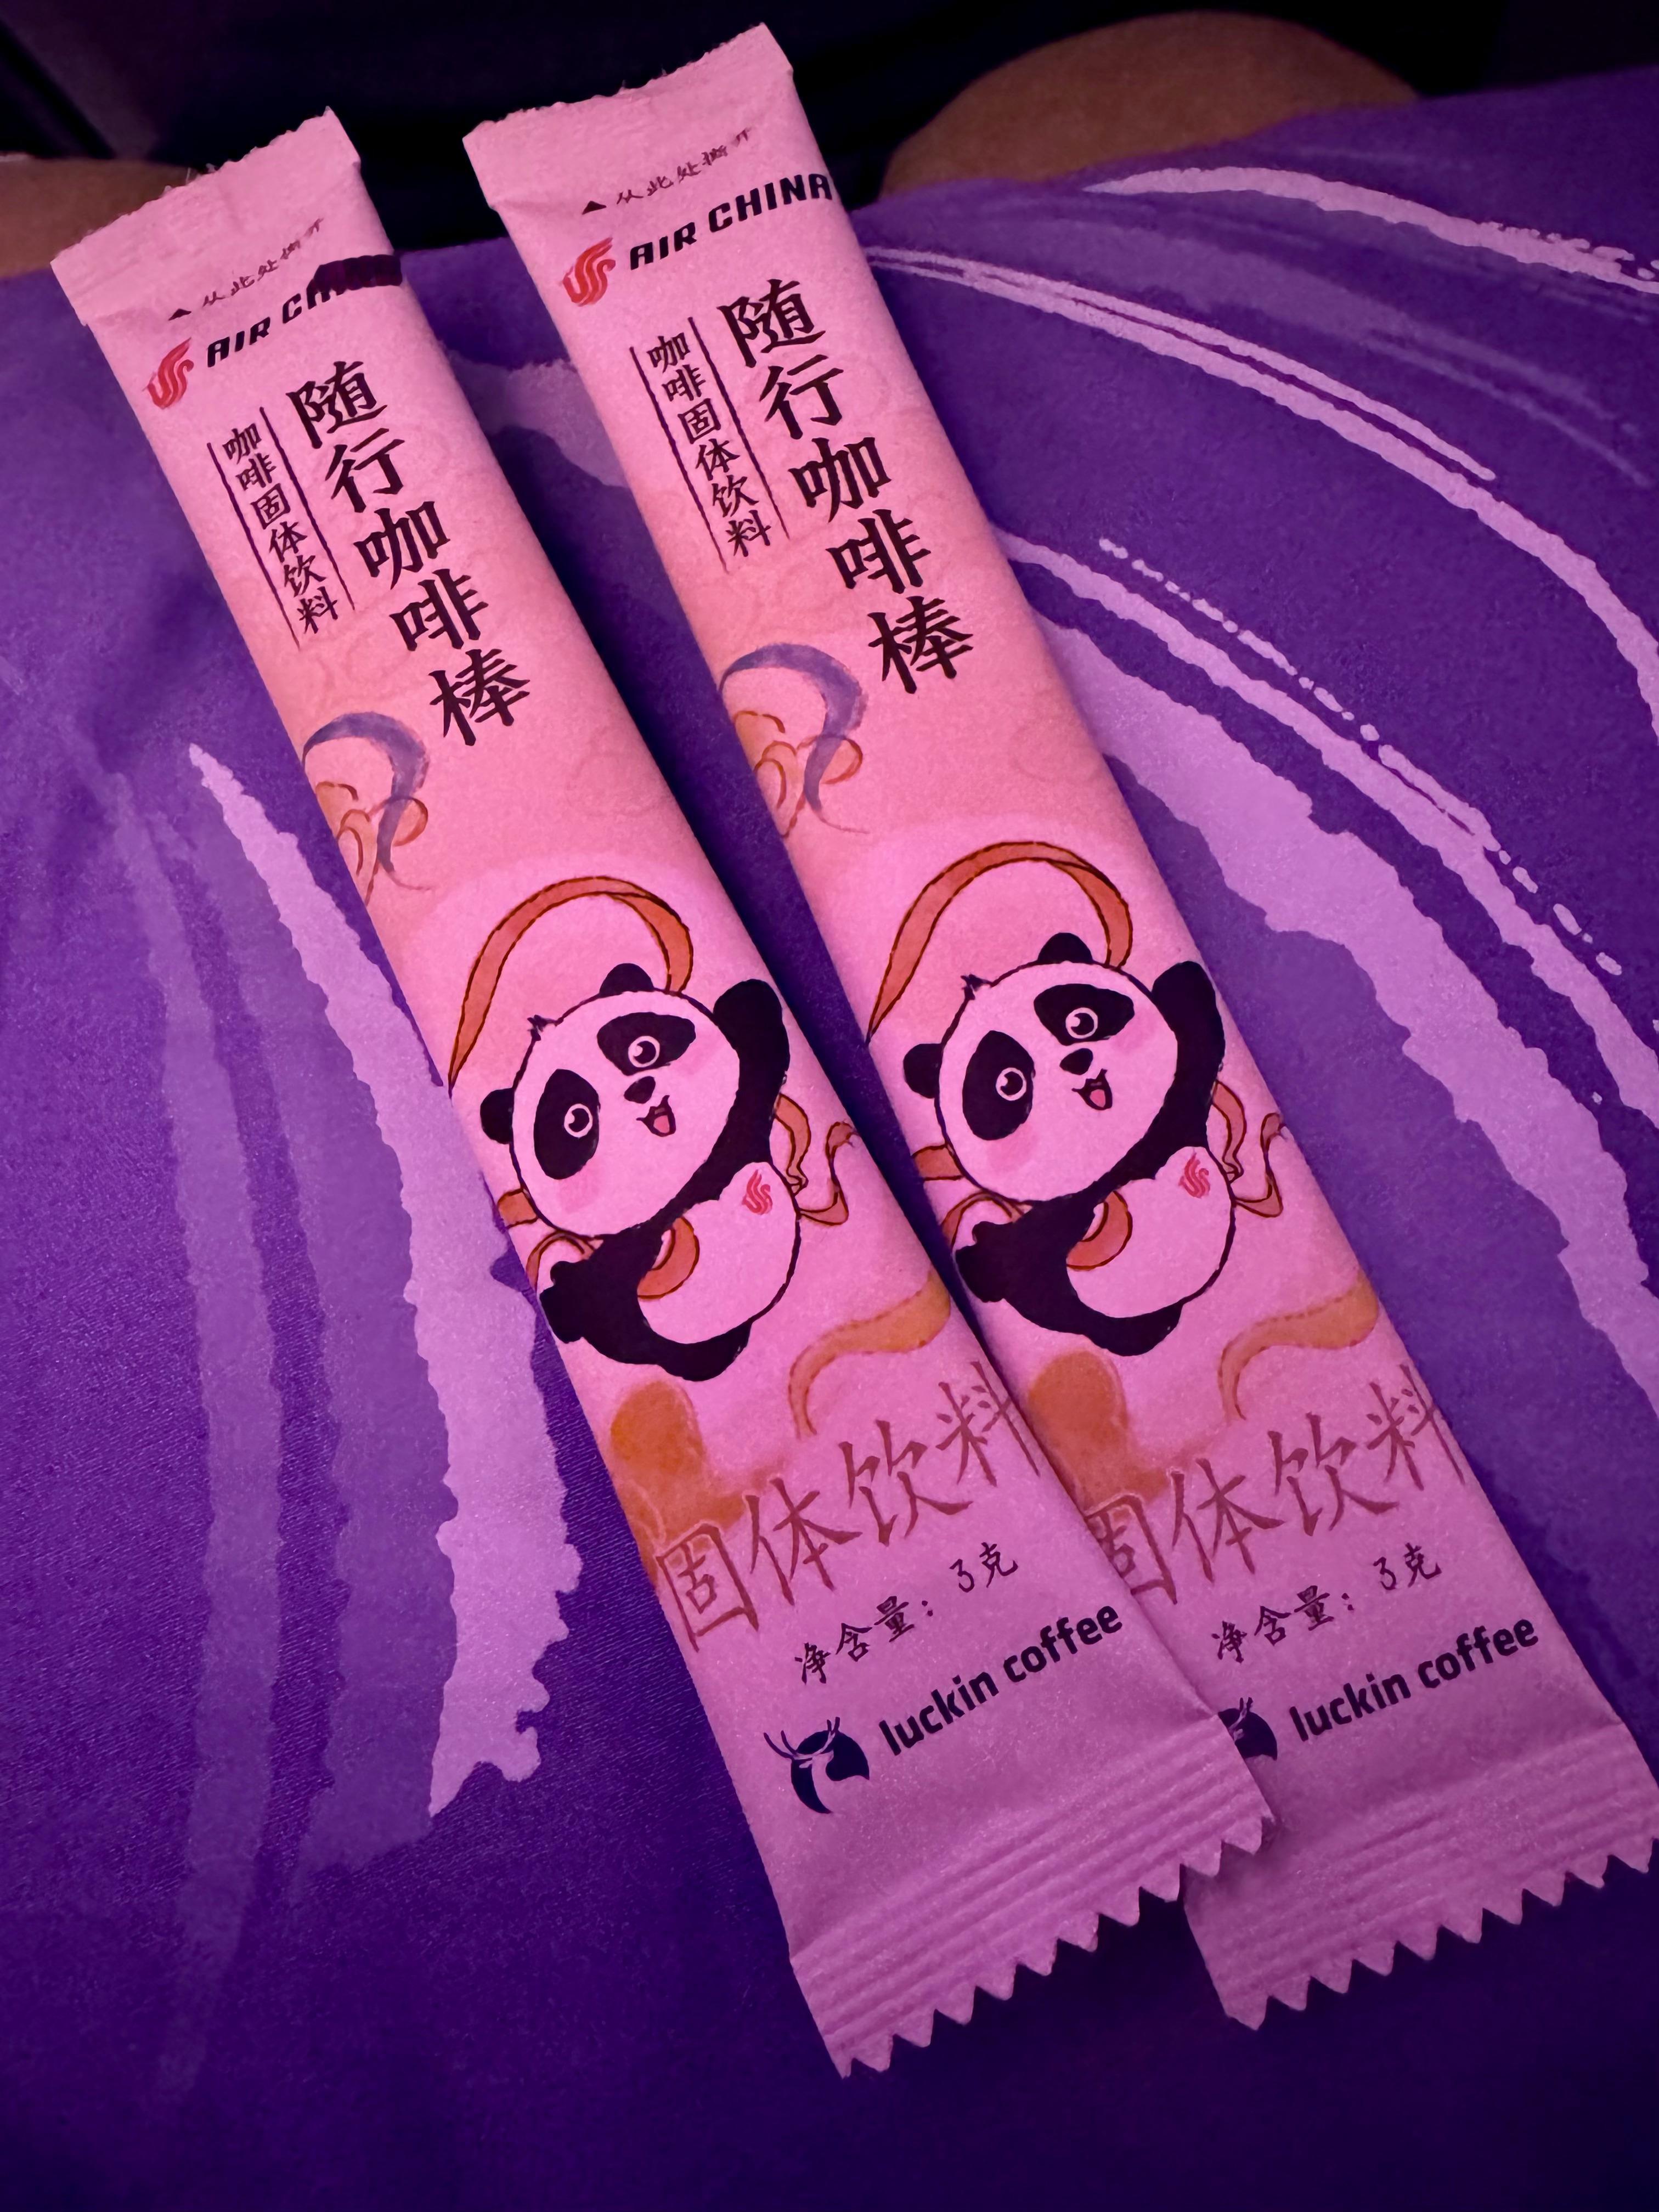 ▲从此处撕开
AIR CHINA
随行咖啡棒
咖啡固体饮料
固体饮料
净含量：3克
luckin coffee
▲从此处撕开
AIR CHINA
随行咖啡棒
咖啡固体饮料
固体饮料
净含量：3克
luckin coffee